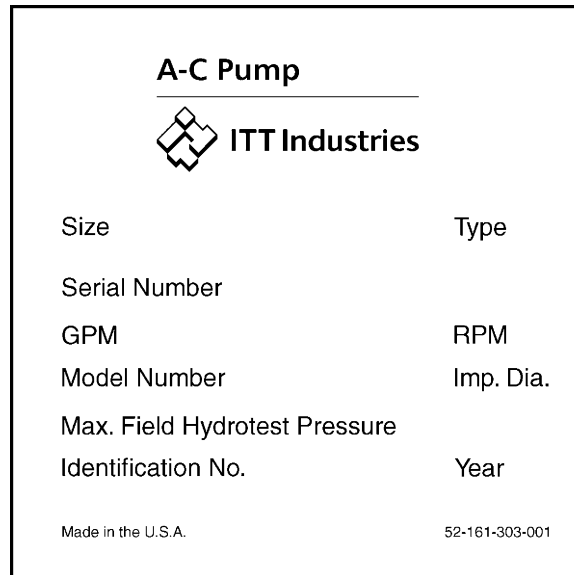 A-C Pump
ITT Industries
Size Type
Serial Number
GPM RPM
Model Number Imp. Dia.
Max. Field Hydrotest Pressure
Identification No. Year
Made in the U.S.A. 52-161-303-001